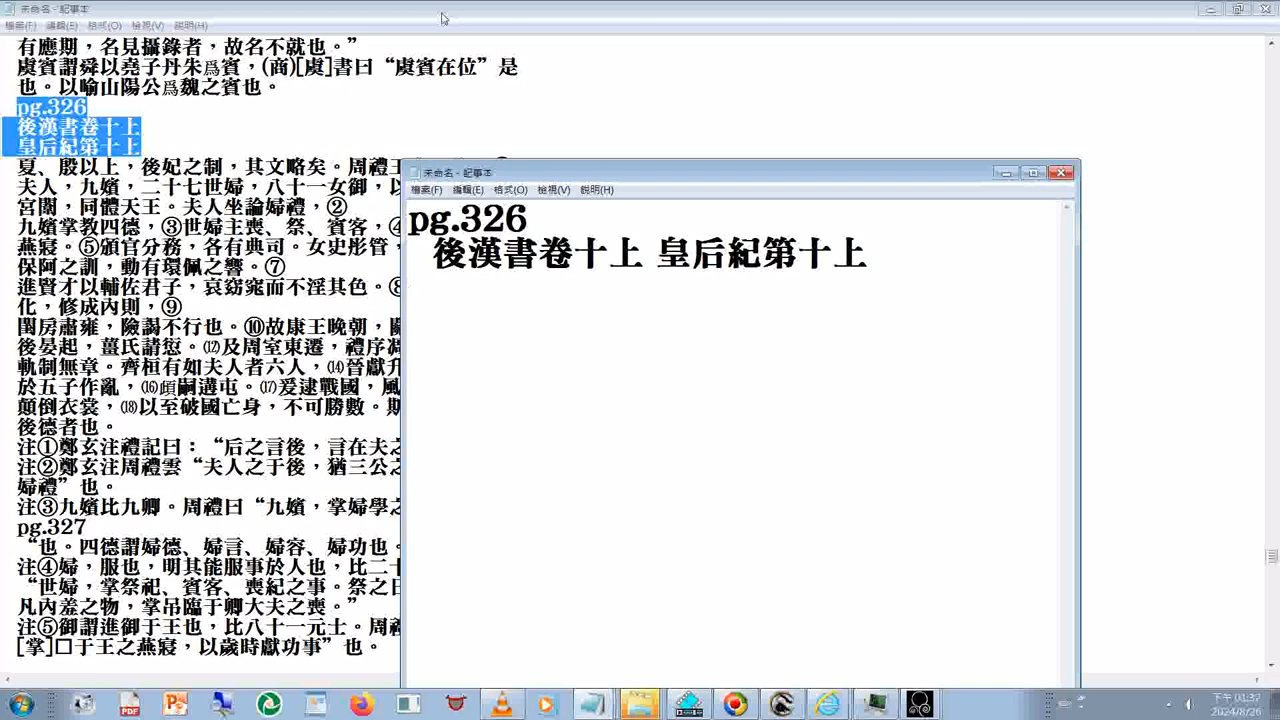 未命名 - 記事本
檔案(F) 編輯(E) 格式(O) 檢視(V) 說明(H)
有應期，名見攝錄者，故名不就也。”
虞賓謂舜以堯子丹朱爲賓，(商)[虞]書曰“虞賓在位”是
也。以喻山陽公爲魏之賓也。
pg.326
後漢書卷十上
皇后紀第十上
夏、殷以上，後妃之制，其文略矣。周禮王
夫人，九嬪，二十七世婦，八十一女御，以
宮閫，同體天王。夫人坐論婦禮，②
九嬪掌教四德，③世婦主喪、祭、賓客，④
燕寢。⑤頒官分務，各有典司。女史彤管，
保阿之訓，動有環佩之響。⑦
進賢才以輔佐君子，哀窈窕而不淫其色。⑧
化，修成內則，⑨
閨房肅雍，險謁不行也。⑩故康王晚朝，關
後晏起，薑氏請愆。⑿及周室東遷，禮序凋
軌制無章。齊桓有如夫人者六人，⒁晉獻升
於五子作亂，⒃頉嗣遘屯。⒄爰逮戰國，風
顛倒衣裳，⒅以至破國亡身，不可勝數。斯
後德者也。
注①鄭玄注禮記曰：“后之言後，言在夫之
注②鄭玄注周禮雲“夫人之于後，猶三公之
婦禮”也。
注③九嬪比九卿。周禮曰“九嬪，掌婦學之
pg.327
“也。四德謂婦德、婦言、婦容、婦功也。
注④婦，服也，明其能服事於人也，比二十
“世婦，掌祭祀、賓客、喪紀之事。祭之日
凡內羞之物，掌吊臨于卿大夫之喪。”
注⑤御謂進御于王也，比八十一元士。周禮
[掌]□于王之燕寢，以歲時獻功事”也。
未命名 - 記事本
檔案(F) 編輯(E) 格式(O) 檢視(V) 說明(H)
pg.326
後漢書卷十上 皇后紀第十上
PDF
下午 01:37
2024/8/26